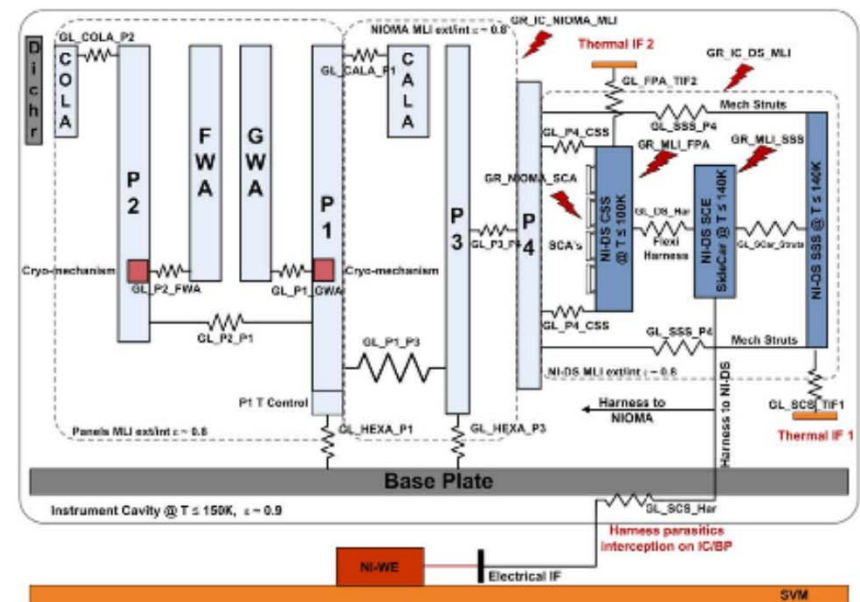 GR_IC_NIOMA_MLI
GL_COLA_P2
NIOMA MLI ext/int ε ~ 0.8
Thermal IF 2
GR_IC_DS_MLI
Dichr
COLA
GL_CALA_P1
CALA
GL_FPA_TIF2
Mech Struts
FWA
GWA
GL_P4_CSS
GL_SSS_P4
GR_MLI_FPA
GR_MLI_SSS
GR_NIOMA_SCA
P2
P1
P3
P4
GL_DS_Har
SCA's
NI-DS CSS
@ T ≤ 100K
NI-DS SCE
SideCar @ T ≤ 140K
NI-DS SSS @ T ≤ 140K
GL_P3_P4
Flexi
Harness
GL_SCar_Struts
Cryo-mechanism
Cryo-mechanism
GL_P2_FWA
GL_P1_GWA
GL_P4_CSS
GL_P2_P1
GL_P1_P3
GL_SSS_P4
Mech Struts
NI-DS MLI ext/int ε ~ 0.8
P1 T Control
Harness to
NIOMA
Harness to NI-DS
GL_SCS_TIF1
Panels MLI ext/int ε ~ 0.8
GL_HEXA_P1
GL_HEXA_P3
Thermal IF 1
Base Plate
Instrument Cavity @ T ≤ 150K, ε ~ 0.9
GL_SCS_Har
Harness parasitics
interception on IC/BP
NI-WE
Electrical IF
SVM